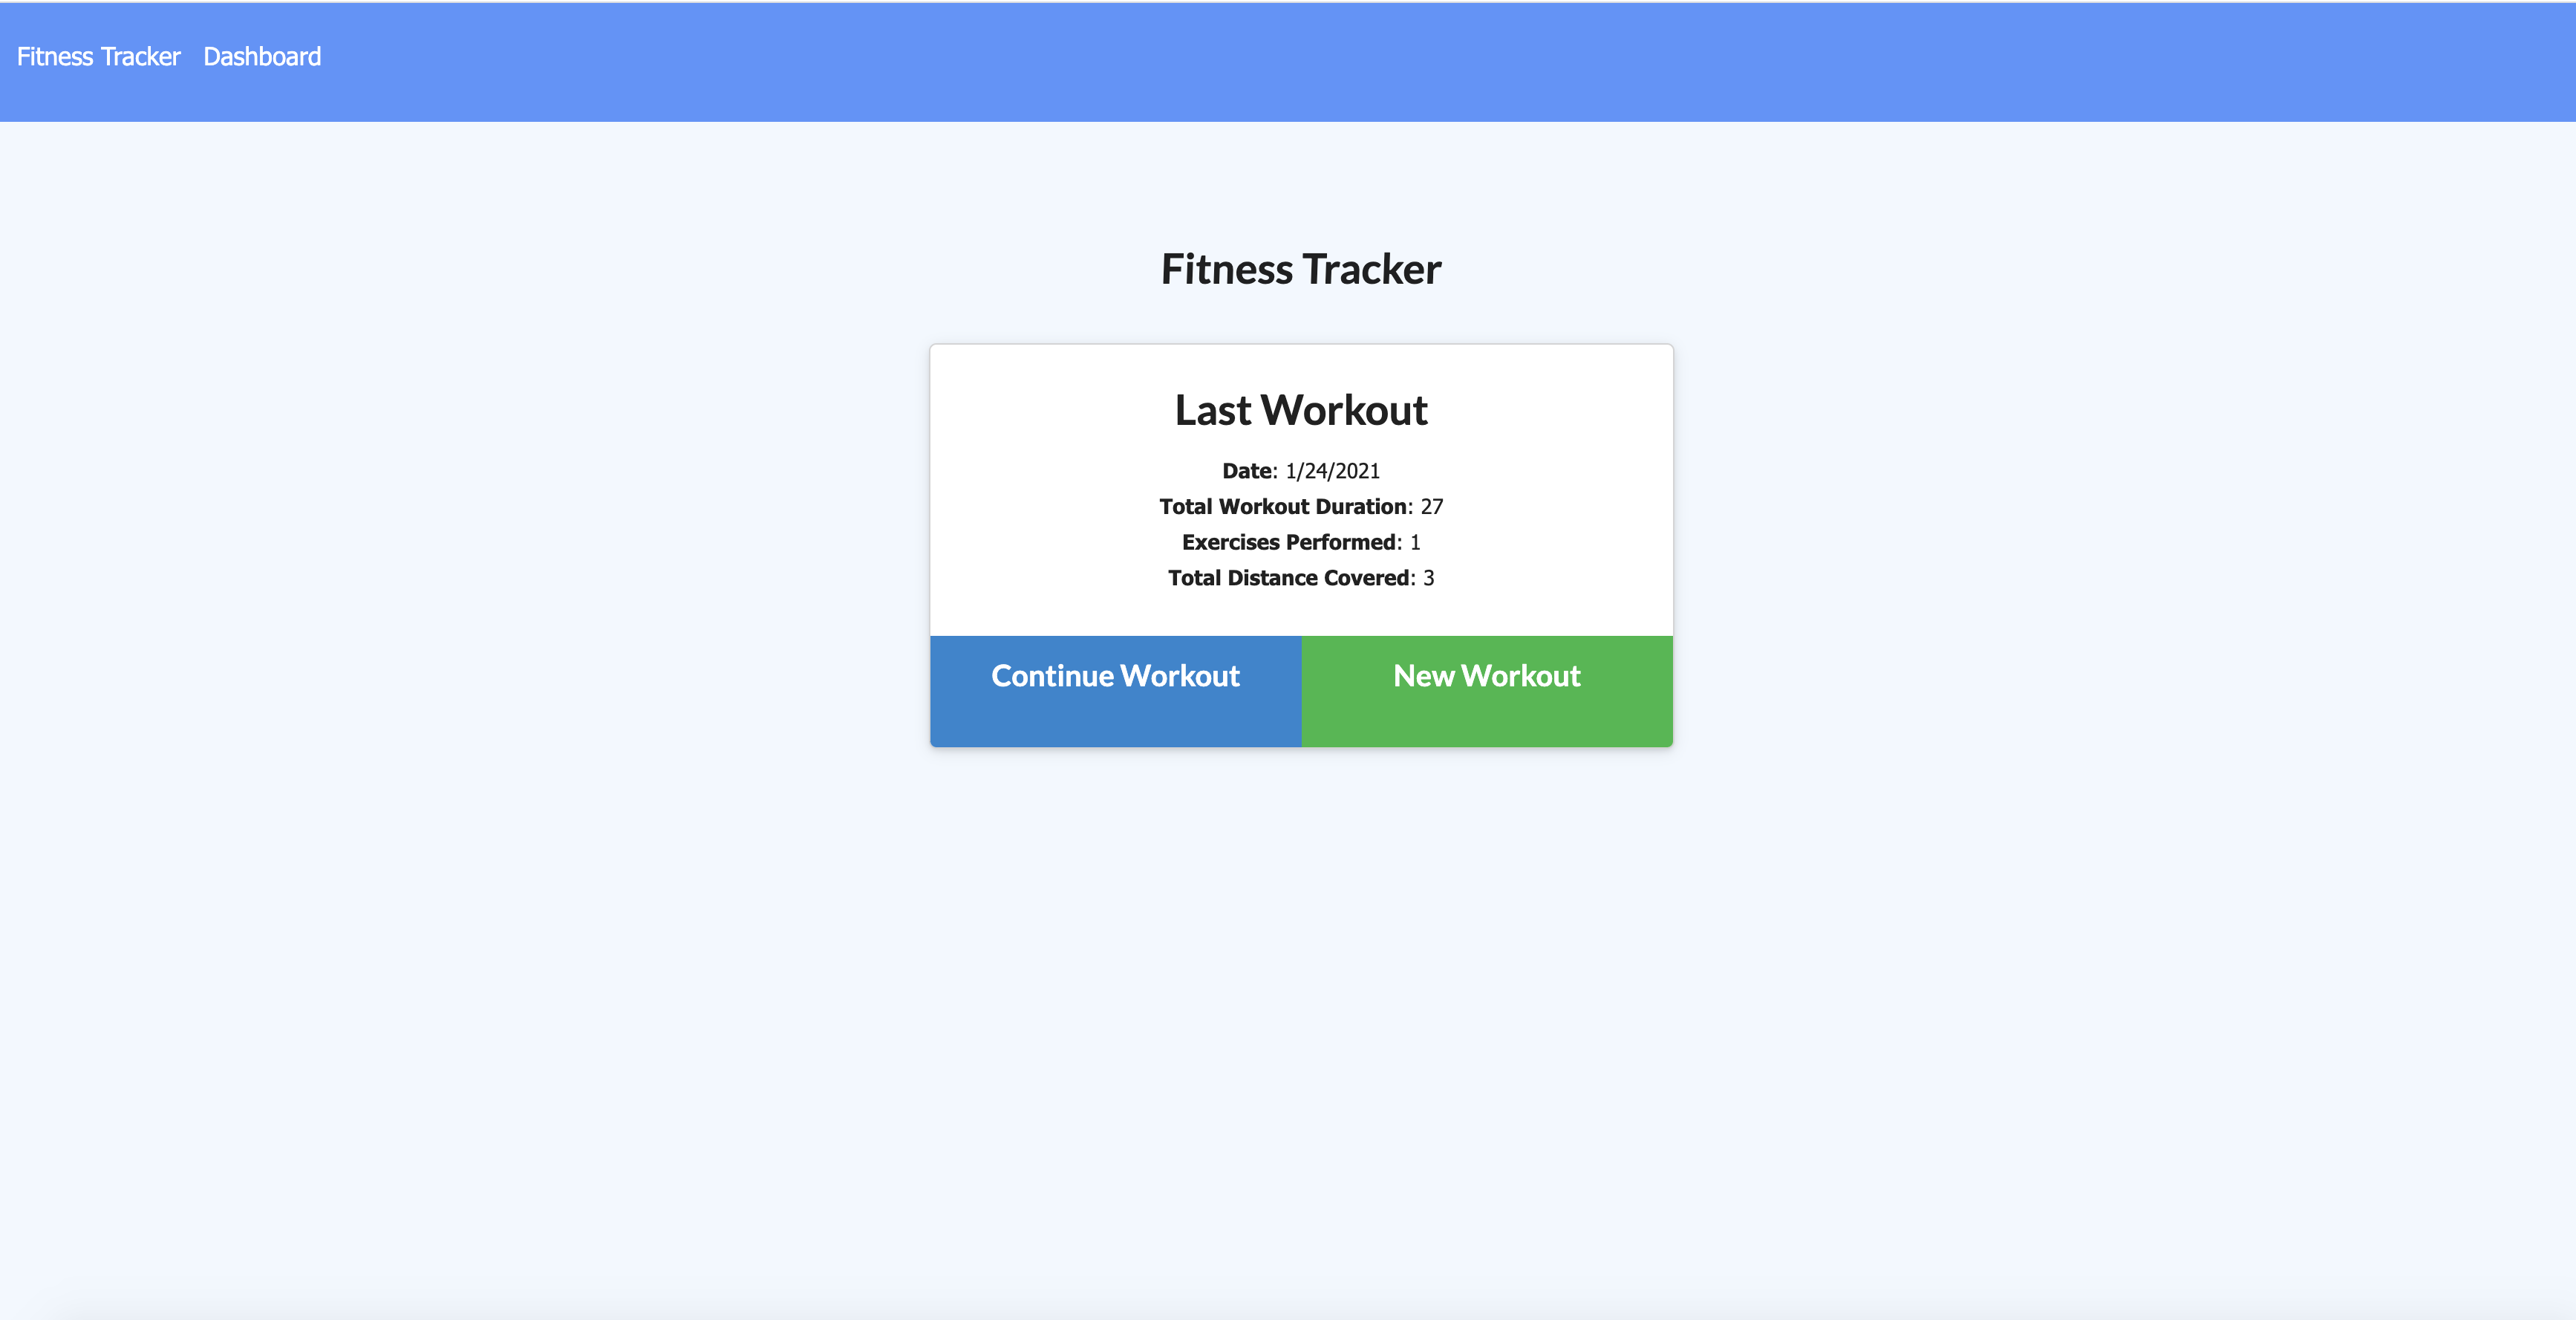 Fitness Tracker Dashboard
Fitness Tracker
Last Workout
Date: 1/24/2021
Total Workout Duration: 27
Exercises Performed: 1
Total Distance Covered: 3
Continue Workout New Workout